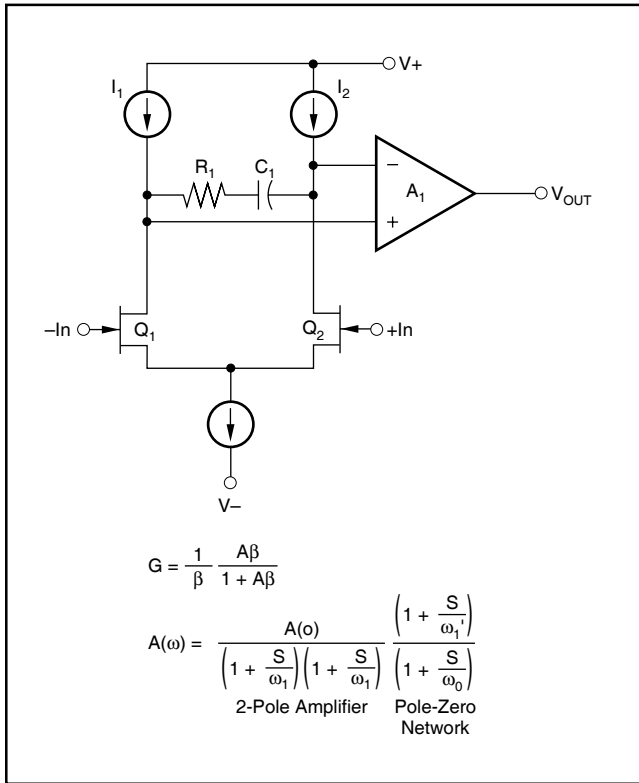 V+
I₁
I₂
R₁
C₁
−
A₁
+
V_OUT
−In
Q₁
Q₂
+In
V−
G = 1/β Aβ/(1 + Aβ)
A(ω) = A(o)/((1 + S/ω₁)(1 + S/ω₁)) (1 + S/ω₁')/(1 + S/ω₀)
2-Pole Amplifier
Pole-Zero
Network